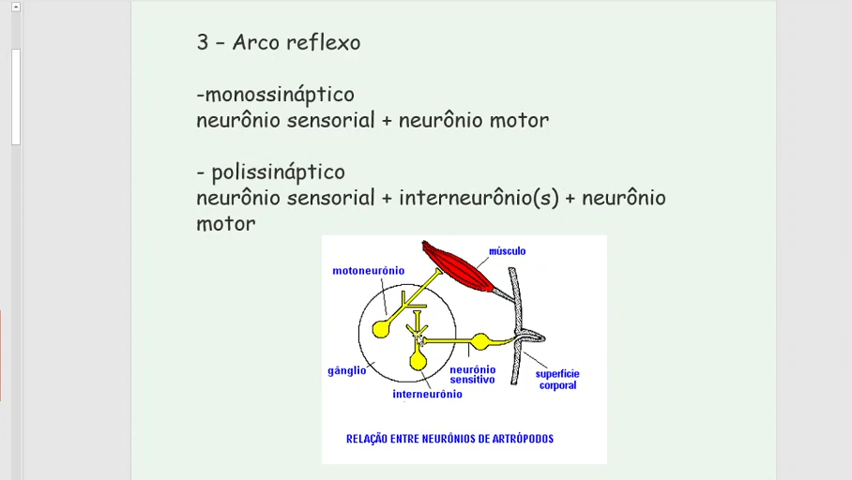 3 – Arco reflexo
-monossináptico
neurônio sensorial + neurônio motor
- polissináptico
neurônio sensorial + interneurônio(s) + neurônio
motor
músculo
motoneurônio
gânglio
neurônio
sensitivo
superfície
corporal
interneurônio
RELAÇÃO ENTRE NEURÔNIOS DE ARTRÓPODOS